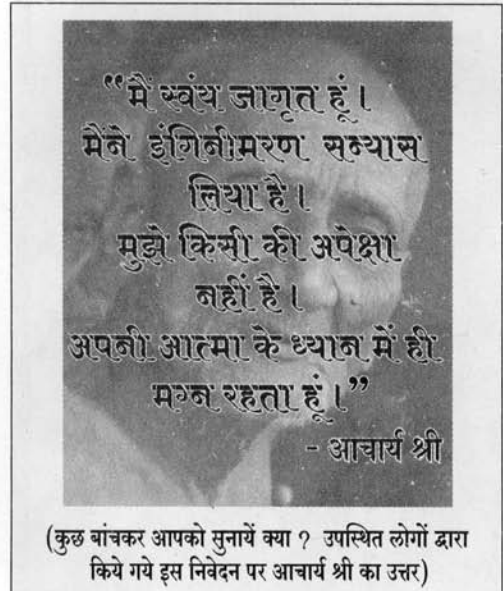 “मैं स्वंय जागृत हूं।
मैने इंगिनीमरण सन्यास
लिया है।
मुझे किसी की अपेक्षा
नहीं है।
अपनी आत्मा के ध्यान में ही
मग्न रहता हूं।”
- आचार्य श्री
(कुछ बांचकर आपको सुनायें क्या ? उपस्थित लोगों द्वारा
किये गये इस निवेदन पर आचार्य श्री का उत्तर)